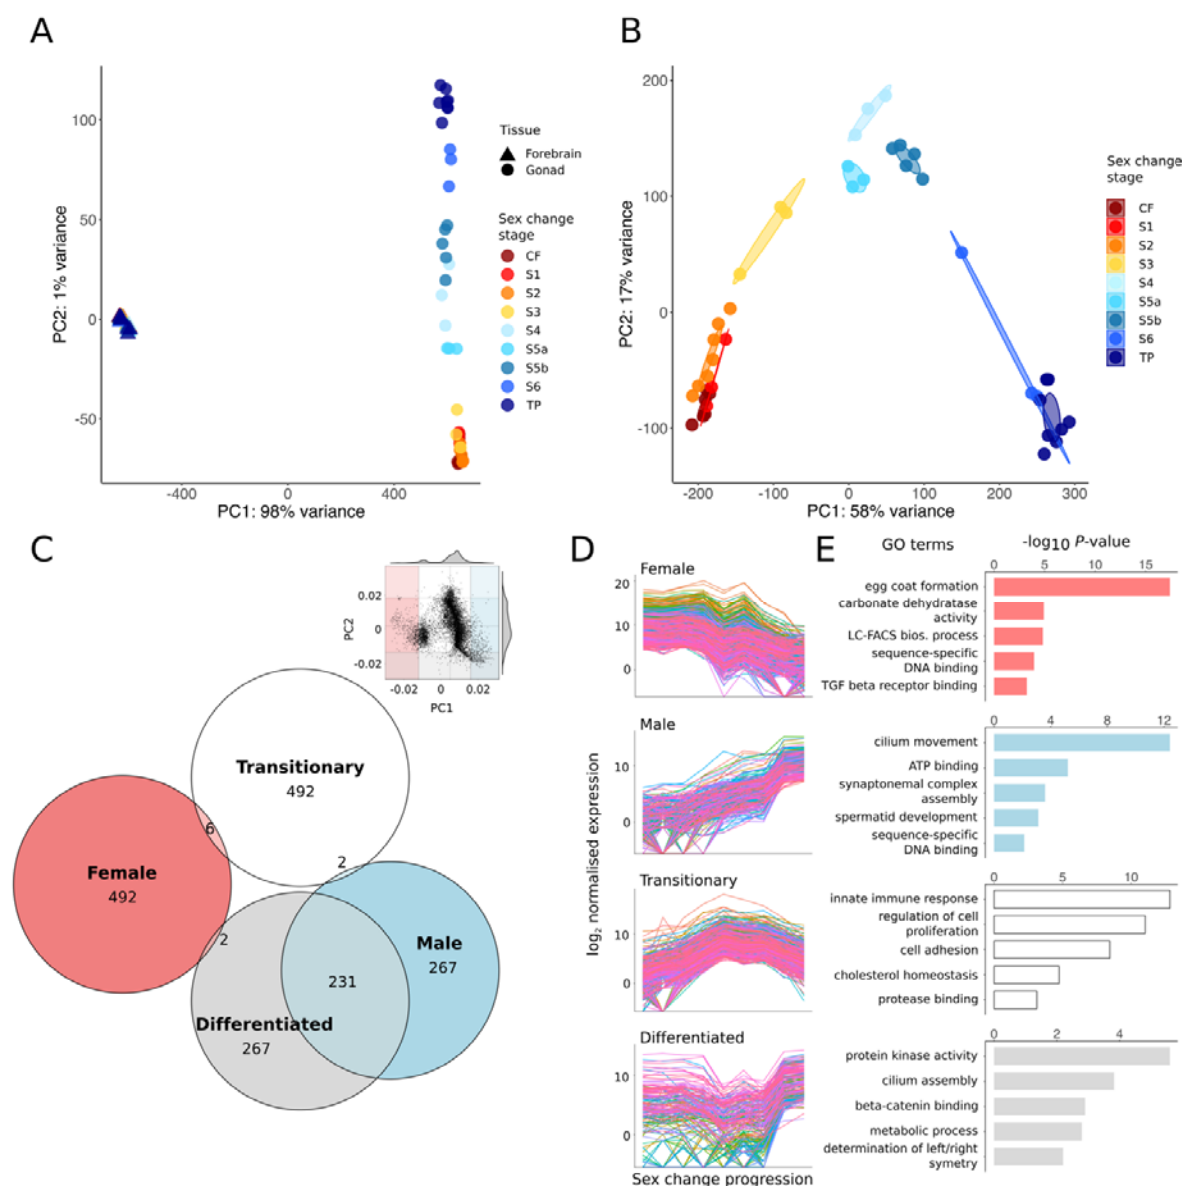 A
PC2: 1% variance
100
50
0
-50
-400
0
400
PC1: 98% variance
Tissue
Forebrain
Gonad
Sex change
stage
CF
S1
S2
S3
S4
S5a
S5b
S6
TP
B
PC2: 17% variance
200
100
0
-100
-200
-100
0
100
200
300
PC1: 58% variance
Sex change
stage
CF
S1
S2
S3
S4
S5a
S5b
S6
TP
C
PC2
0.02
0
-0.02
-0.02
0
0.02
PC1
Transitionary
492
6
2
Female
492
2
Male
267
231
Differentiated
267
D
log2 normalised expression
Female
20
10
0
Male
10
0
Transitionary
10
0
Differentiated
10
0
Sex change progression
E
GO terms
-log10 P-value
0
5
10
15
egg coat formation
carbonate dehydratase
activity
LC-FACS bios. process
sequence-specific
DNA binding
TGF beta receptor binding
0
4
8
12
cilium movement
ATP binding
synaptonemal complex
assembly
spermatid development
sequence-specific
DNA binding
0
5
10
innate immune response
regulation of cell
proliferation
cell adhesion
cholesterol homeostasis
protease binding
0
2
4
protein kinase activity
cilium assembly
beta-catenin binding
metabolic process
determination of left/right
symetry